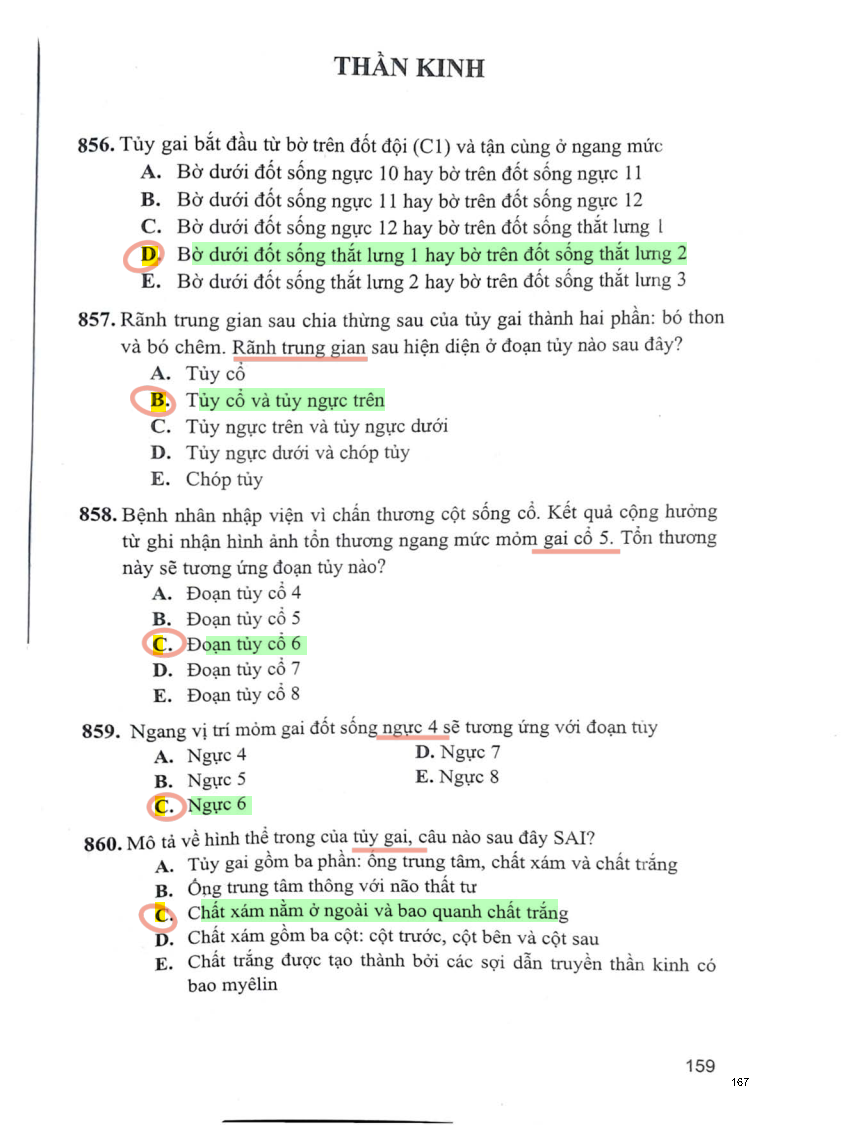 THẦN KINH
856. Tủy gai bắt đầu từ bờ trên đốt đội (C1) và tận cùng ở ngang mức
A. Bờ dưới đốt sống ngực 10 hay bờ trên đốt sống ngực 11
B. Bờ dưới đốt sống ngực 11 hay bờ trên đốt sống ngực 12
C. Bờ dưới đốt sống ngực 12 hay bờ trên đốt sống thắt lưng 1
D. Bờ dưới đốt sống thắt lưng 1 hay bờ trên đốt sống thắt lưng 2
E. Bờ dưới đốt sống thắt lưng 2 hay bờ trên đốt sống thắt lưng 3
857. Rãnh trung gian sau chia thừng sau của tủy gai thành hai phần: bó thon
và bó chêm. Rãnh trung gian sau hiện diện ở đoạn tủy nào sau đây?
A. Tủy cổ
B. Tủy cổ và tủy ngực trên
C. Tủy ngực trên và tủy ngực dưới
D. Tủy ngực dưới và chóp tủy
E. Chóp tủy
858. Bệnh nhân nhập viện vì chấn thương cột sống cổ. Kết quả cộng hưởng
từ ghi nhận hình ảnh tổn thương ngang mức mỏm gai cổ 5. Tổn thương
này sẽ tương ứng đoạn tủy nào?
A. Đoạn tủy cổ 4
B. Đoạn tủy cổ 5
C. Đoạn tủy cổ 6
D. Đoạn tủy cổ 7
E. Đoạn tủy cổ 8
859. Ngang vị trí mỏm gai đốt sống ngực 4 sẽ tương ứng với đoạn tủy
A. Ngực 4 D. Ngực 7
B. Ngực 5 E. Ngực 8
C. Ngực 6
860. Mô tả về hình thể trong của tủy gai, câu nào sau đây SAI?
A. Tủy gai gồm ba phần: ống trung tâm, chất xám và chất trắng
B. Ống trung tâm thông với não thất tư
C. Chất xám nằm ở ngoài và bao quanh chất trắng
D. Chất xám gồm ba cột: cột trước, cột bên và cột sau
E. Chất trắng được tạo thành bởi các sợi dẫn truyền thần kinh có
bao myêlin
159
167